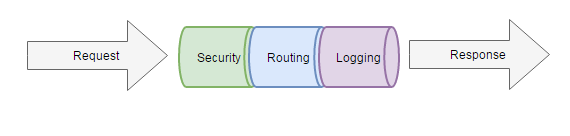 Request
Security
Routing
Logging
Response